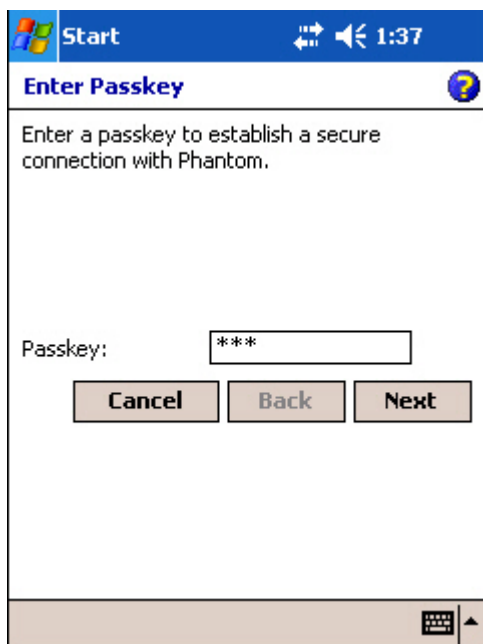 Start 1:37
Enter Passkey ?
Enter a passkey to establish a secure
connection with Phantom.
Passkey: ***
Cancel Back Next